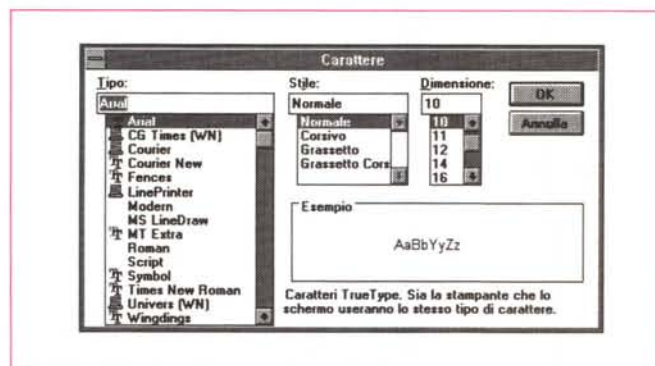 Carattere
Tipo:
Stile:
Dimensione:
Arial
Normale
10
OK
Annulla
Arial
CG Times (WN)
Courier
Courier New
Fences
LinePrinter
Modern
MS LineDraw
MT Extra
Roman
Script
Symbol
Times New Roman
Univers (WN)
Wingdings
Normale
Corsivo
Grassetto
Grassetto Cors
10
11
12
14
16
Esempio
AaBbYyZz
Caratteri TrueType. Sia la stampante che lo
schermo useranno lo stesso tipo di carattere.